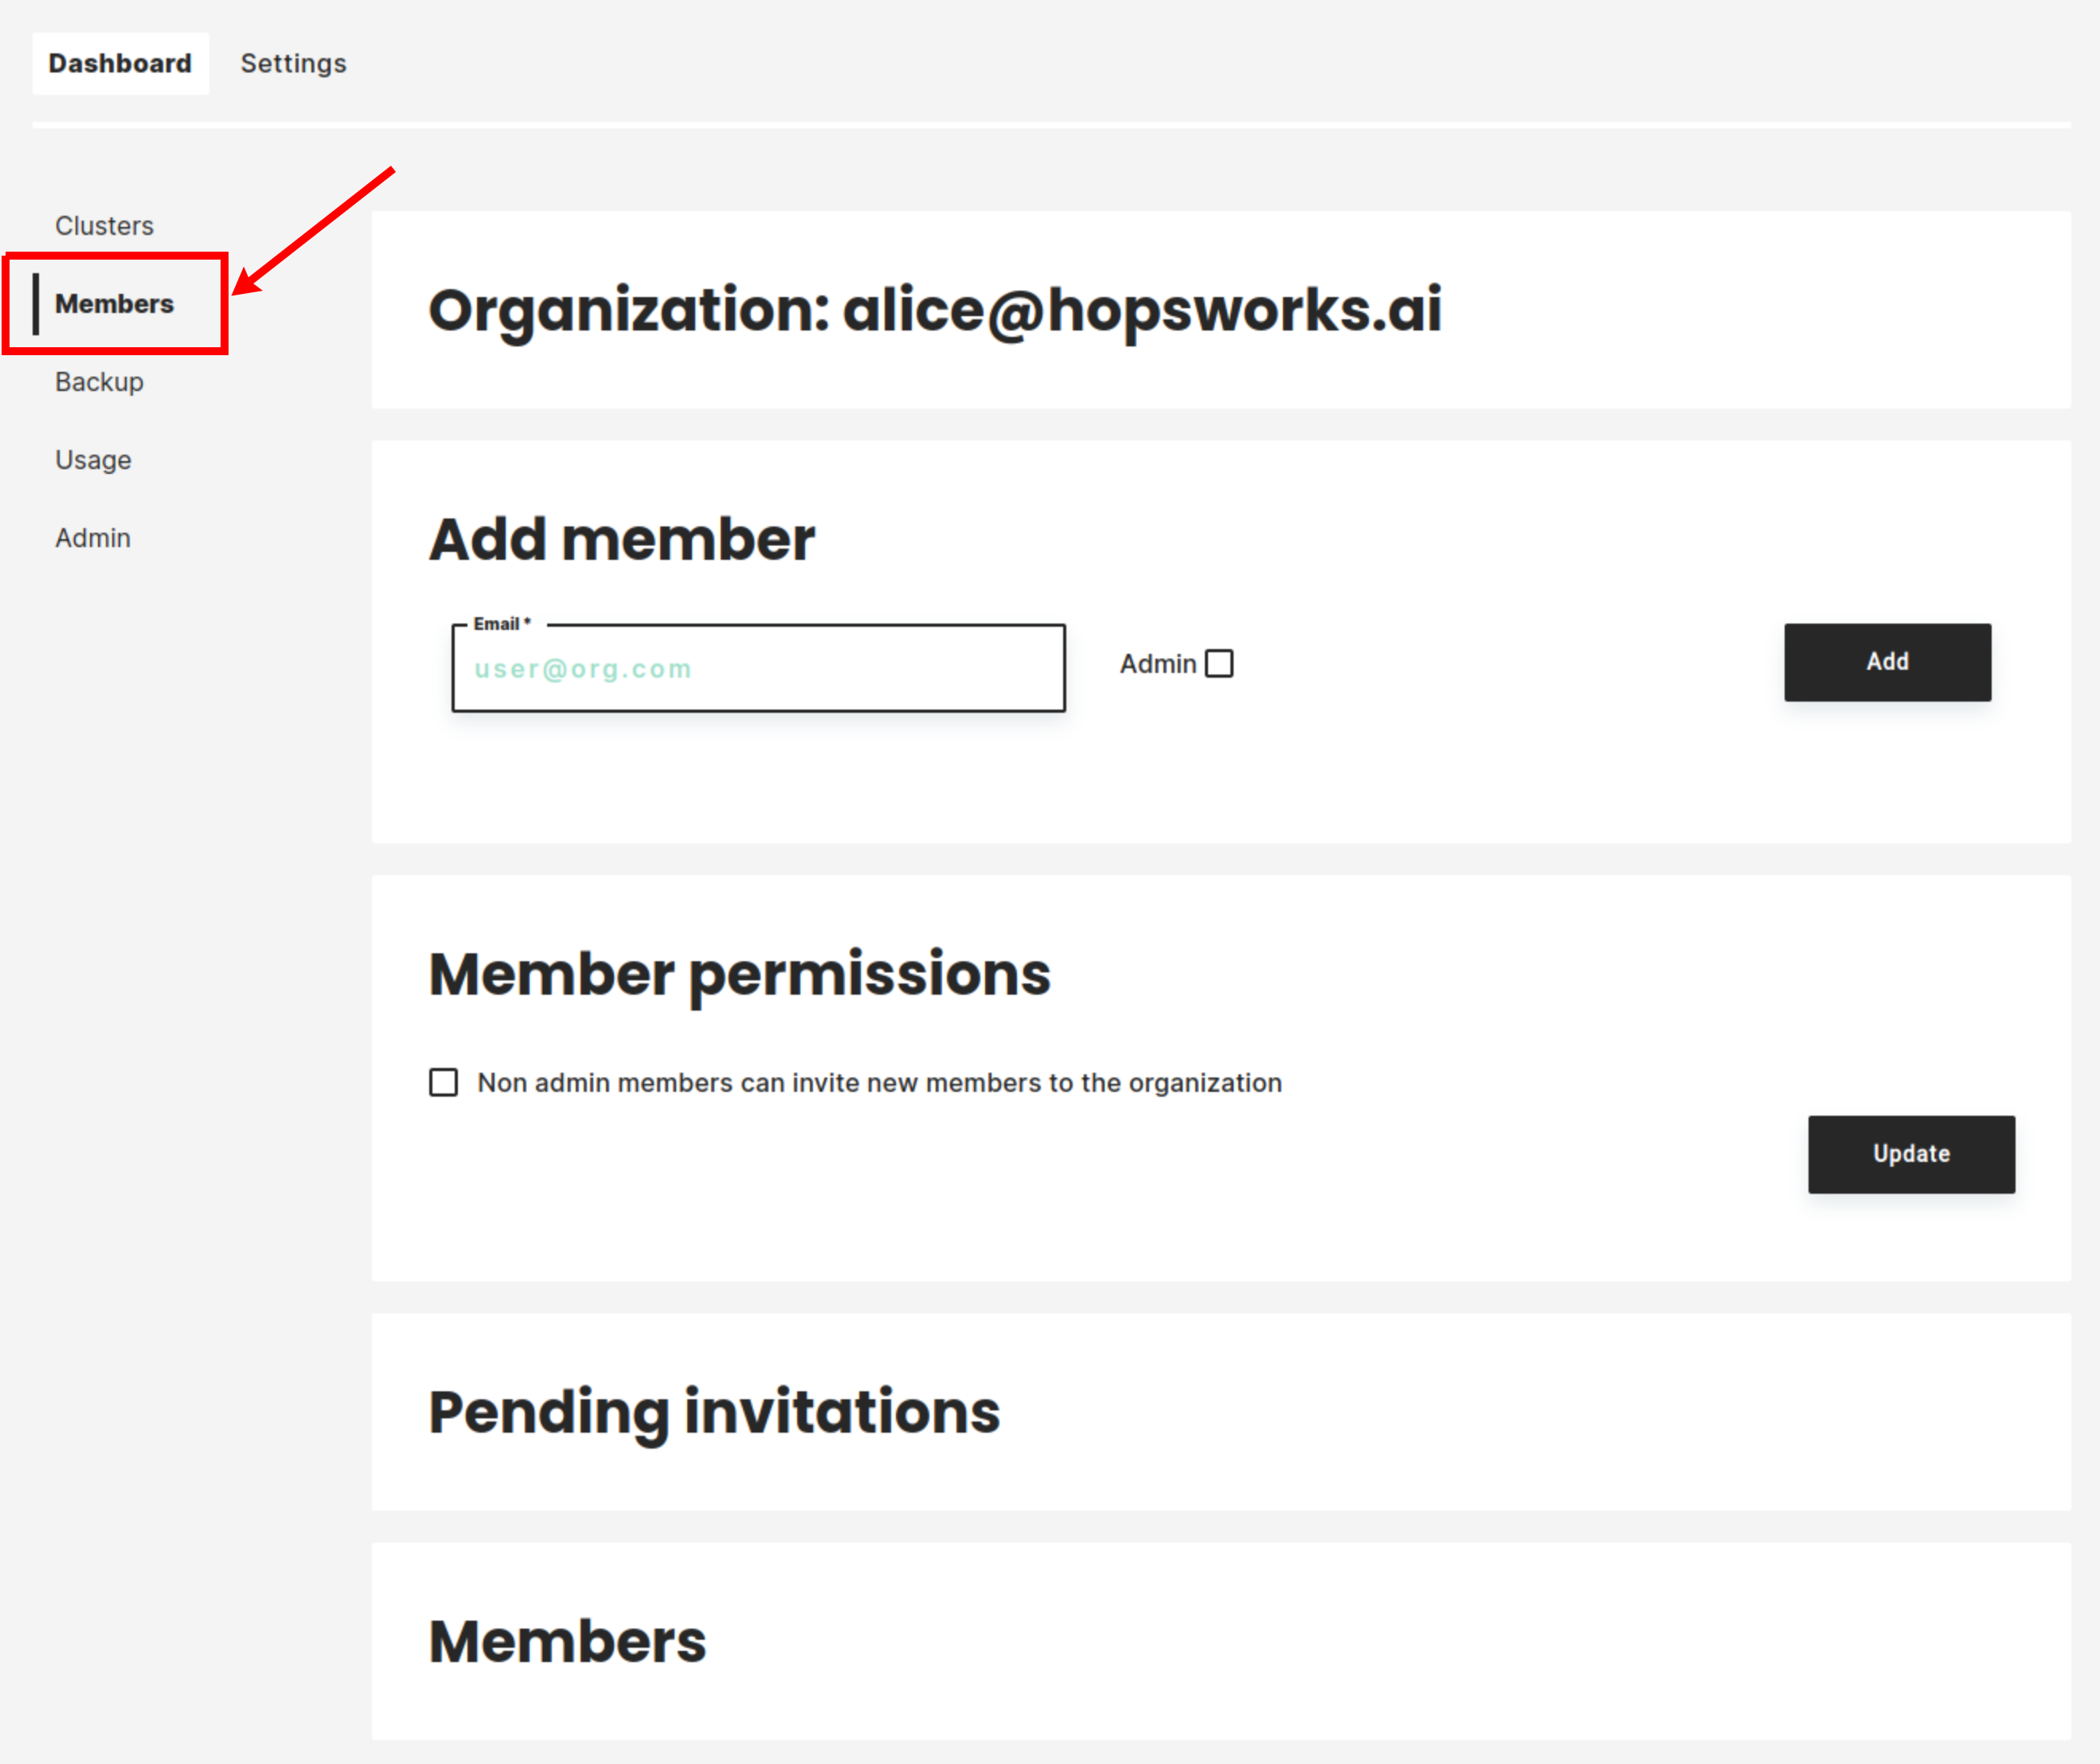 Dashboard Settings
Clusters
Members
Backup
Usage
Admin
Organization: alice@hopsworks.ai
Add member
Email *
user@org.com
Admin
Add
Member permissions
Non admin members can invite new members to the organization
Update
Pending invitations
Members